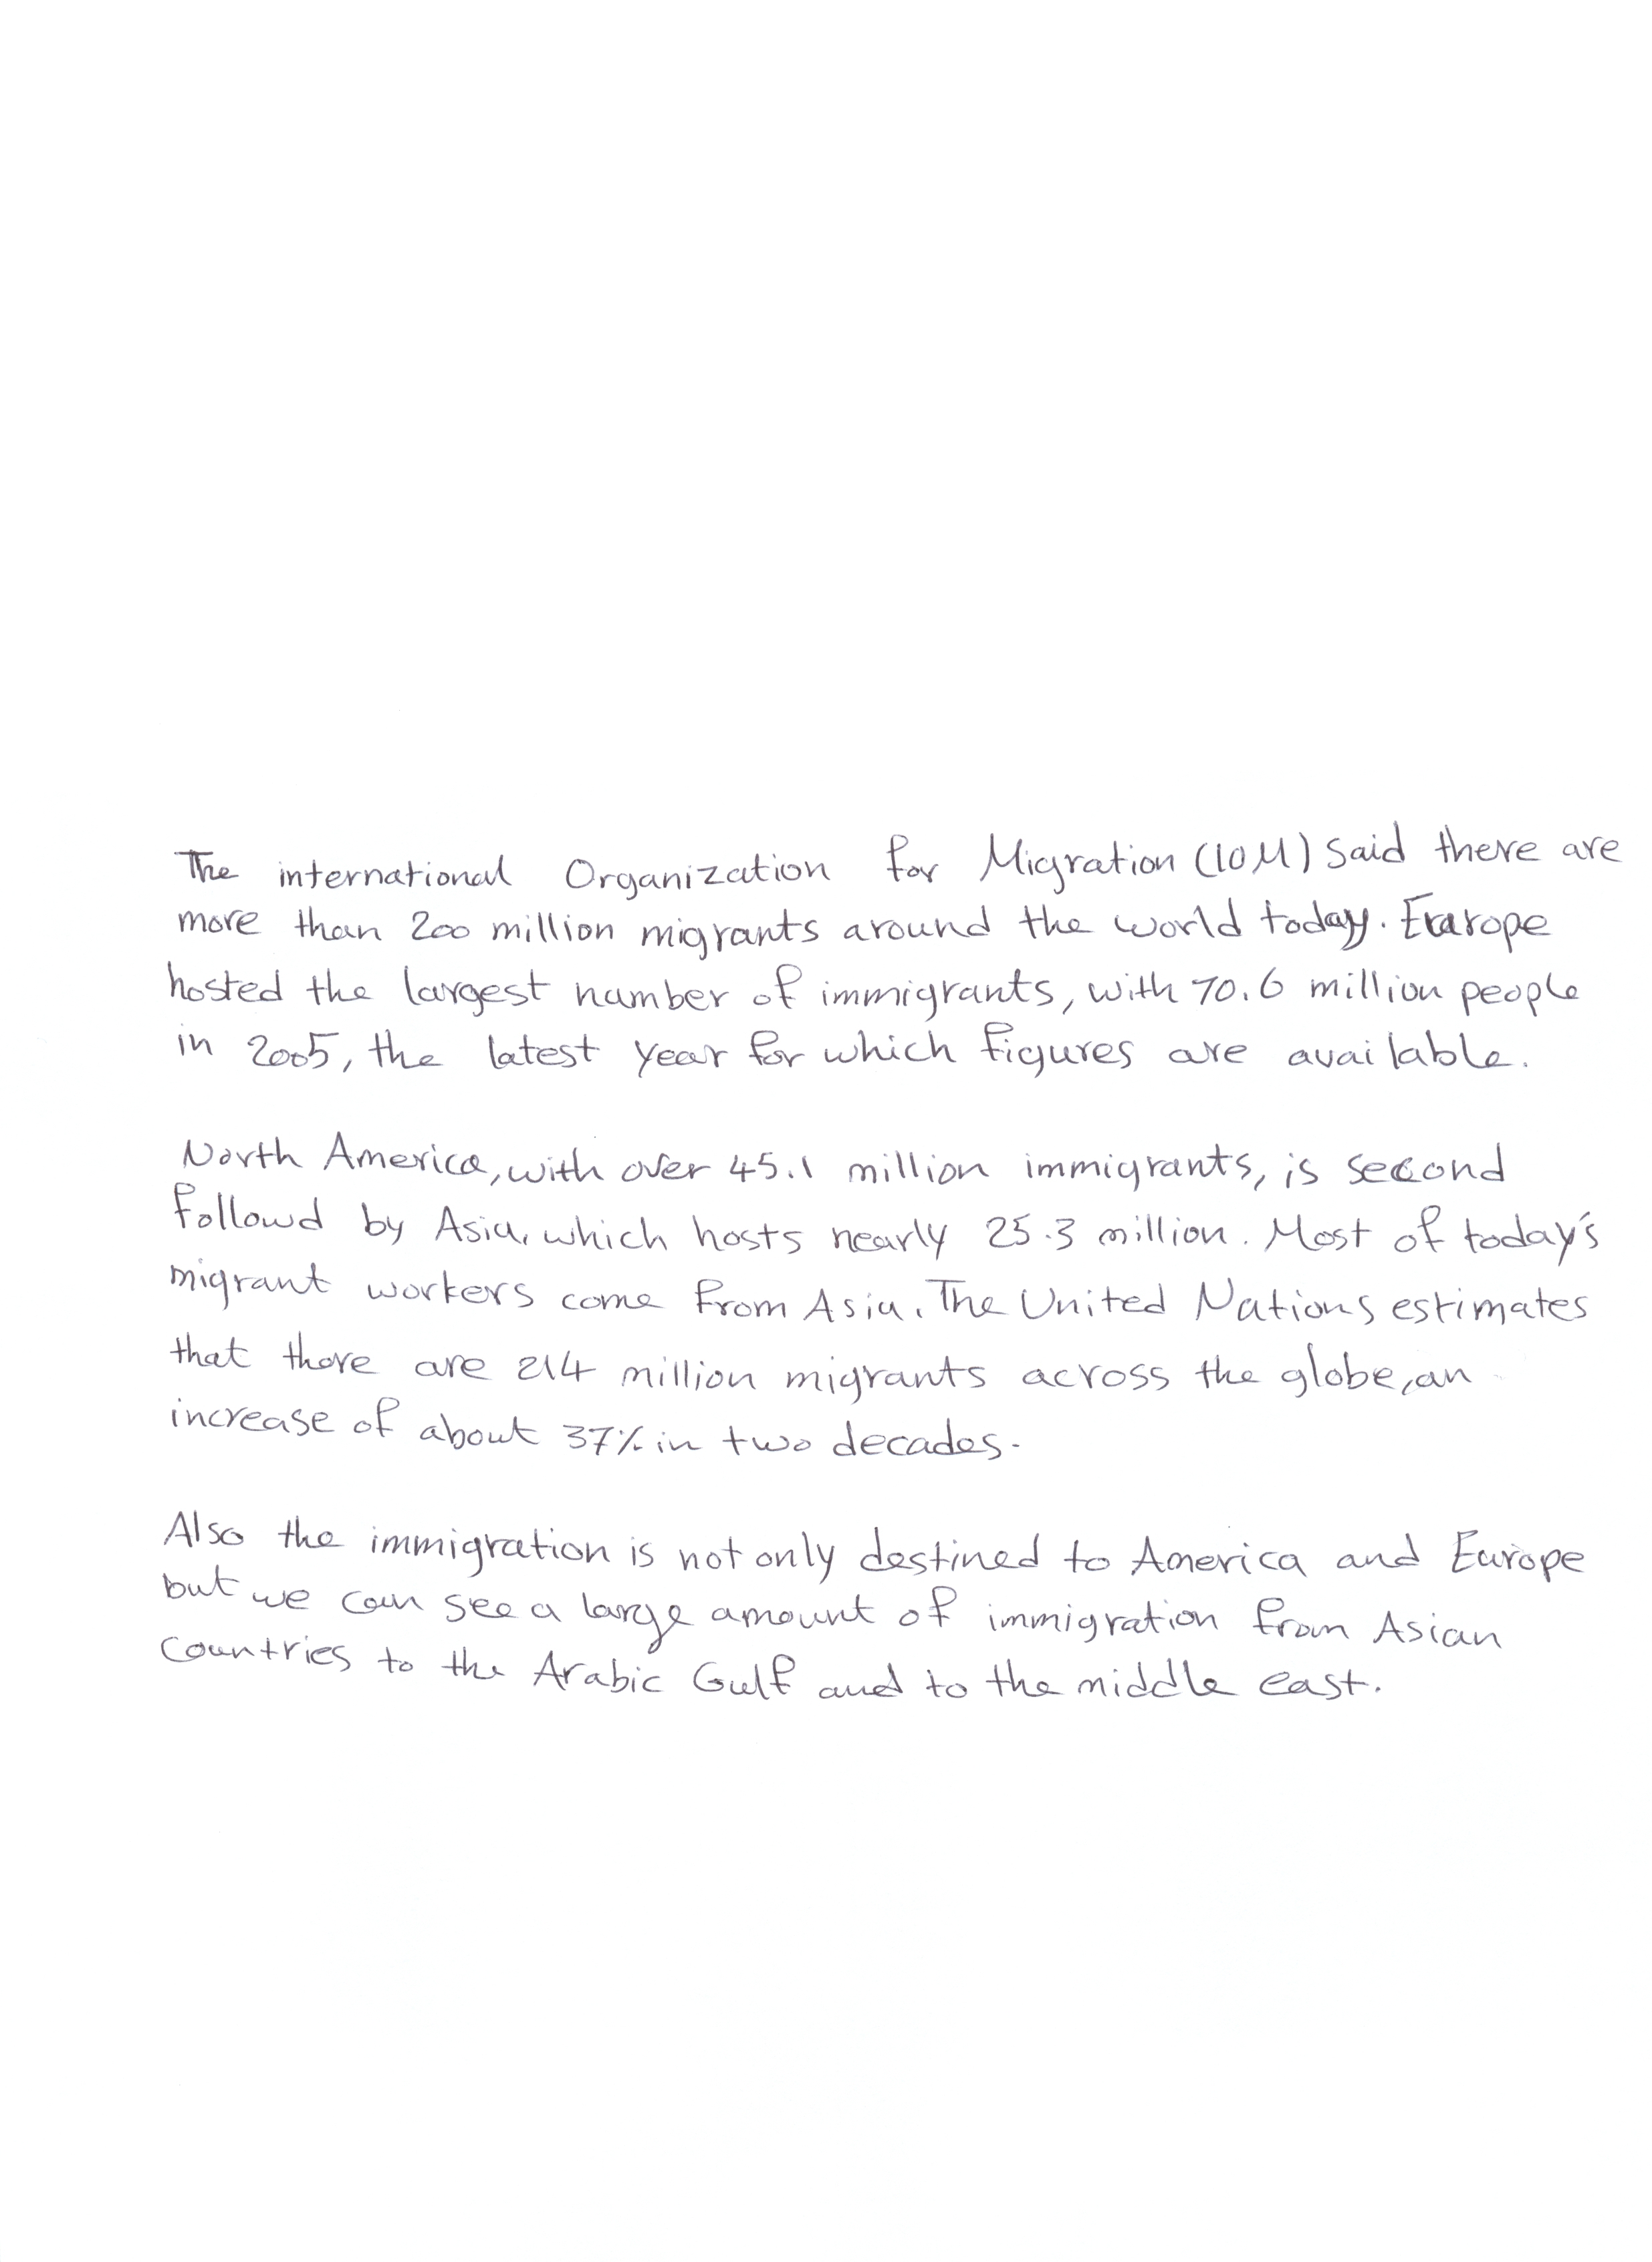 The international Organization for Migration (IOM) said there are
more than 200 million migrants around the world today. Europe
hosted the largest number of immigrants, with 70.6 million people
in 2005, the latest year for which figures are available.
North America, with over 45.1 million immigrants, is second
followd by Asia, which hosts nearly 25.3 million. Most of today's
migrant workers come from Asia. The United Nations estimates
that there are 214 million migrants across the globe, an
increase of about 37% in two decades.
Also the immigration is not only destined to America and Europe
but we can see a large amount of immigration from Asian
Countries to the Arabic Gulf and to the middle east.